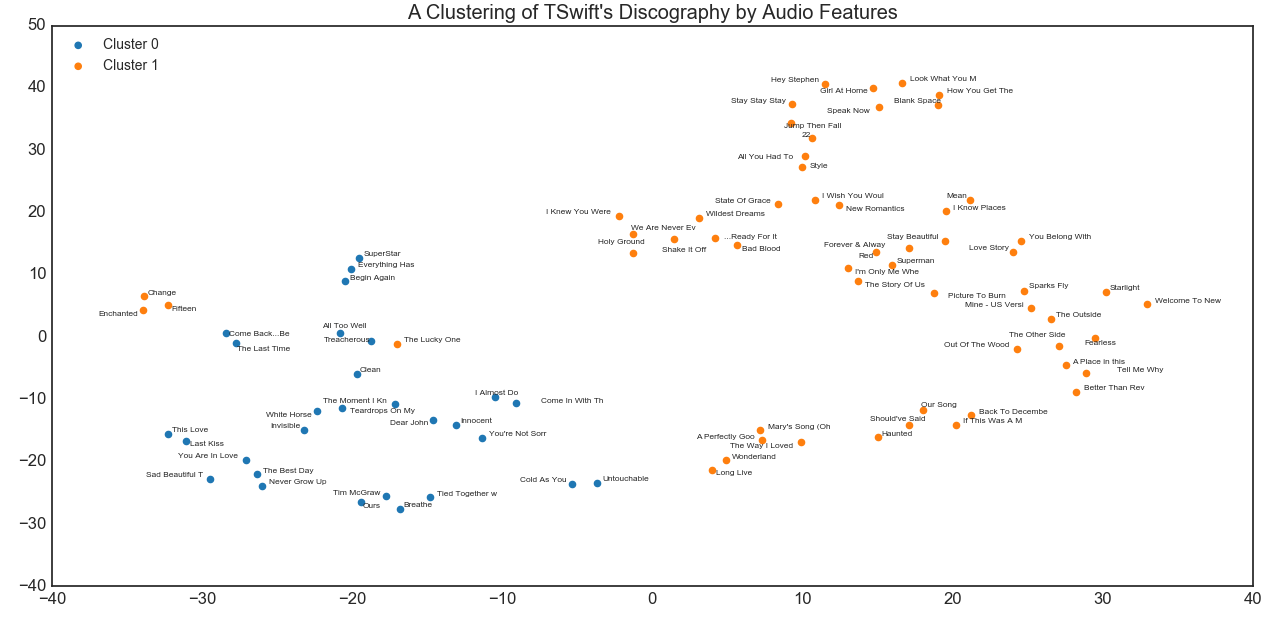 A Clustering of TSwift's Discography by Audio Features
50
Cluster 0
Cluster 1
40
Hey Stephen
Look What You M
Girl At Home
How You Get The
Stay Stay Stay
Blank Space
Speak Now
Jump Then Fall
22
30
All You Had To
Style
20
I Knew You Were
State Of Grace
I Wish You Woul
Mean
Wildest Dreams
New Romantics
I Know Places
We Are Never Ev
Holy Ground
Shake It Off
...Ready For It
Bad Blood
Stay Beautiful
You Belong With
Forever & Alway
Love Story
Red
Superman
SuperStar
Everything Has
Begin Again
10
I'm Only Me Whe
The Story Of Us
Picture To Burn
Sparks Fly
Starlight
Mine - US Versi
Welcome To New
Change
Enchanted
Fifteen
The Outside
0
Come Back...Be
The Last Time
All Too Well
Treacherous
The Lucky One
The Other Side
Out Of The Wood
Fearless
Clean
A Place in this
Tell Me Why
Better Than Rev
−10
The Moment I Kn
Teardrops On My
White Horse
Invisible
I Almost Do
Come In With Th
Dear John
Innocent
You're Not Sorr
Our Song
Back To Decembe
Should've Said
If This Was A M
Haunted
Mary's Song (Oh
A Perfectly Goo
The Way I Loved
Wonderland
Long Live
This Love
Last Kiss
You Are In Love
−20
Sad Beautiful T
The Best Day
Never Grow Up
Cold As You
Untouchable
Tim McGraw
Ours
Breathe
Tied Together w
−30
−40
−40 −30 −20 −10 0 10 20 30 40